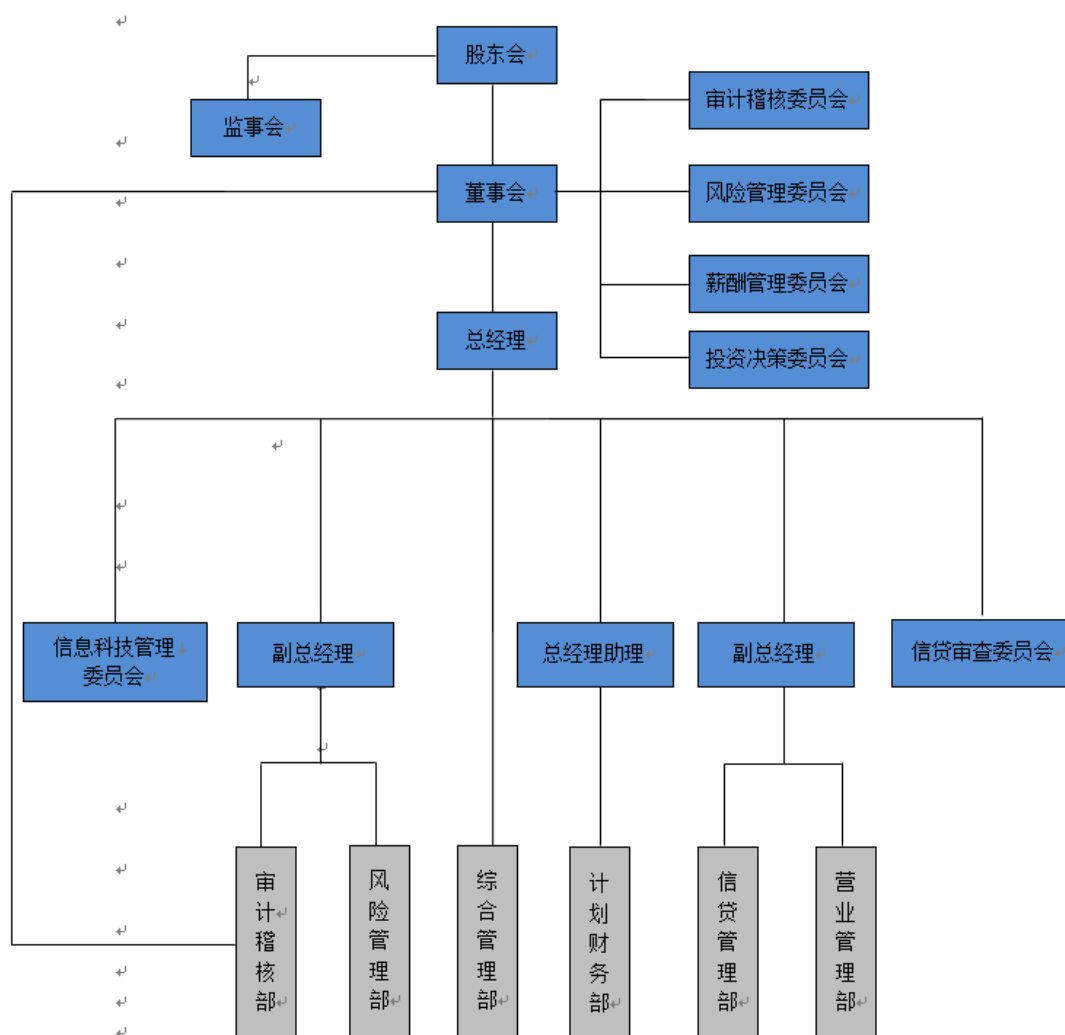 股东会
监事会
审计稽核委员会
董事会
风险管理委员会
薪酬管理委员会
总经理
投资决策委员会
信息科技管理
委员会
副总经理
总经理助理
副总经理
信贷审查委员会
审计稽核部
风险管理部
综合管理部
计划财务部
信贷管理部
营业管理部